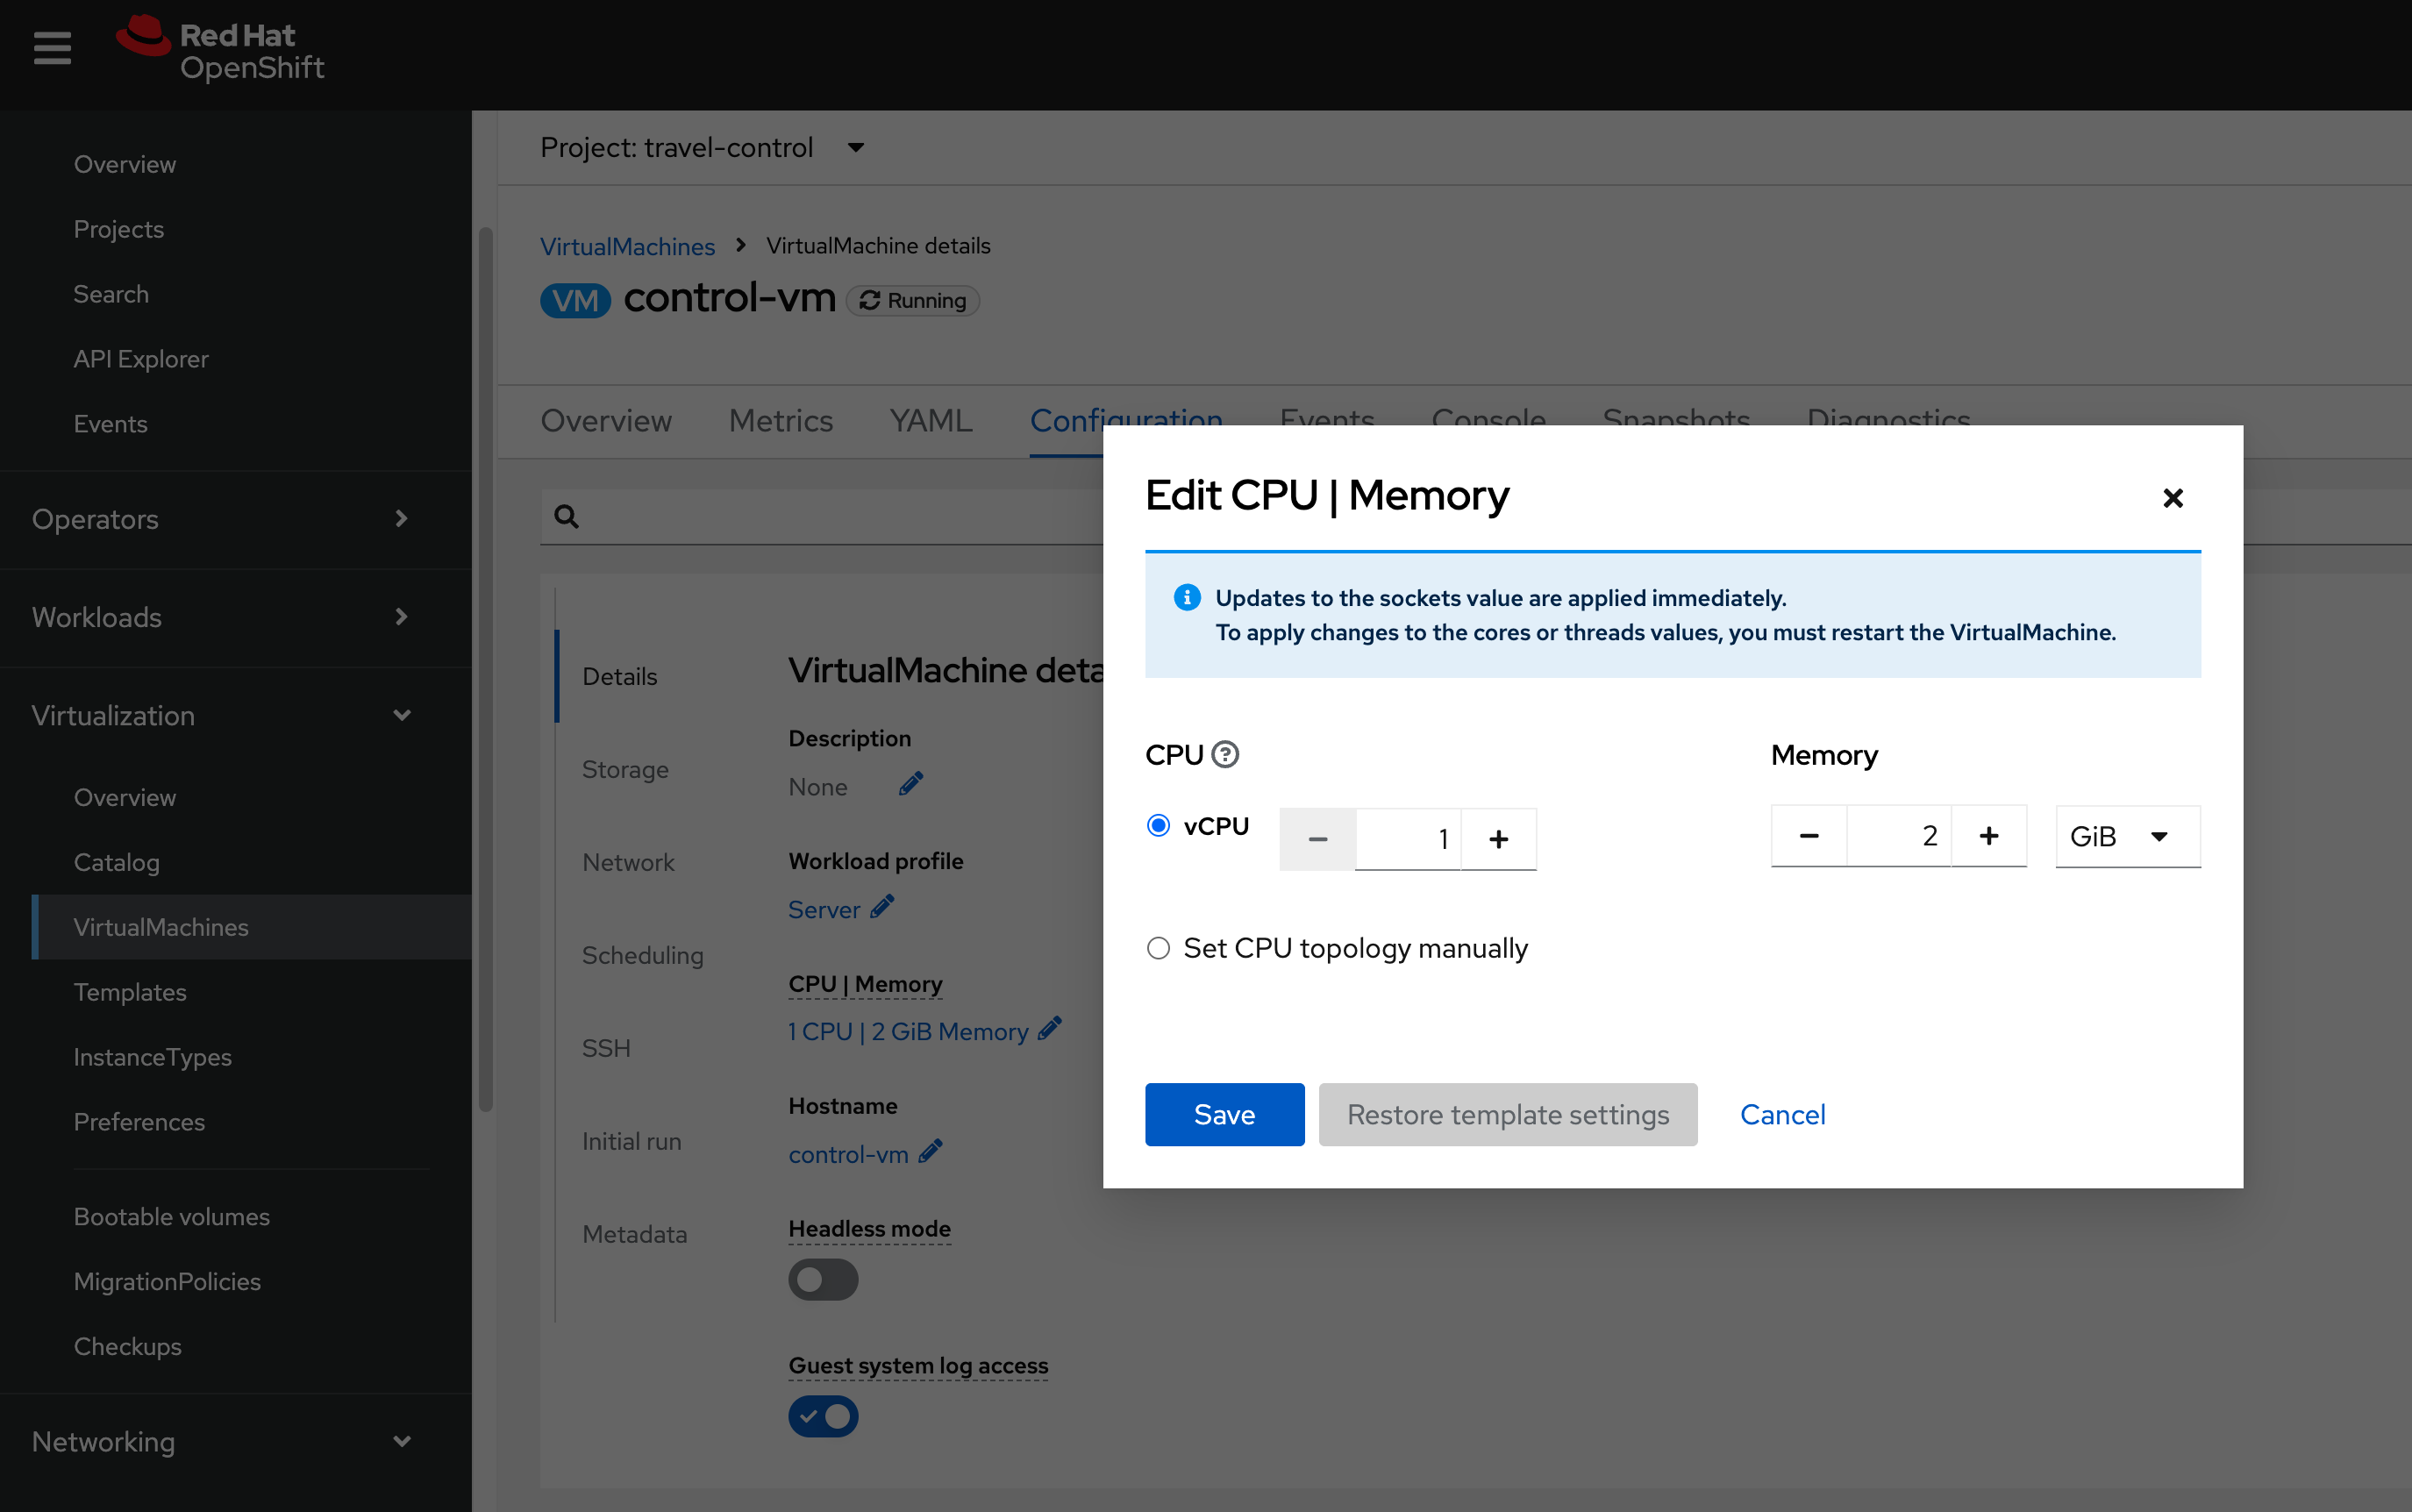 Red Hat
OpenShift
Overview
Projects
Search
API Explorer
Events
Operators
Workloads
Virtualization
Overview
Catalog
VirtualMachines
Templates
InstanceTypes
Preferences
Bootable volumes
MigrationPolicies
Checkups
Networking
Project: travel-control
VirtualMachines > VirtualMachine details
VM control-vm Running
Overview Metrics YAML Configuration Events Console Snapshots Diagnostics
Details
Storage
Network
Scheduling
SSH
Initial run
Metadata
VirtualMachine deta
Description
None
Workload profile
Server
CPU | Memory
1 CPU | 2 GiB Memory
Hostname
control-vm
Headless mode
Guest system log access
Edit CPU | Memory
Updates to the sockets value are applied immediately.
To apply changes to the cores or threads values, you must restart the VirtualMachine.
CPU Memory
vCPU 1 2 GiB
Set CPU topology manually
Save Restore template settings Cancel